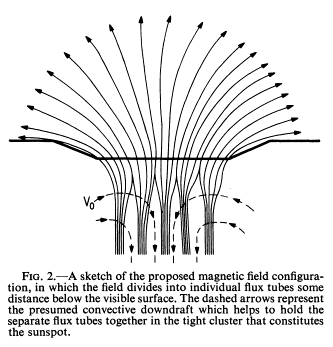 V₀
FIG. 2.—A sketch of the proposed magnetic field configura-
tion, in which the field divides into individual flux tubes some
distance below the visible surface. The dashed arrows represent
the presumed convective downdraft which helps to hold the
separate flux tubes together in the tight cluster that constitutes
the sunspot.